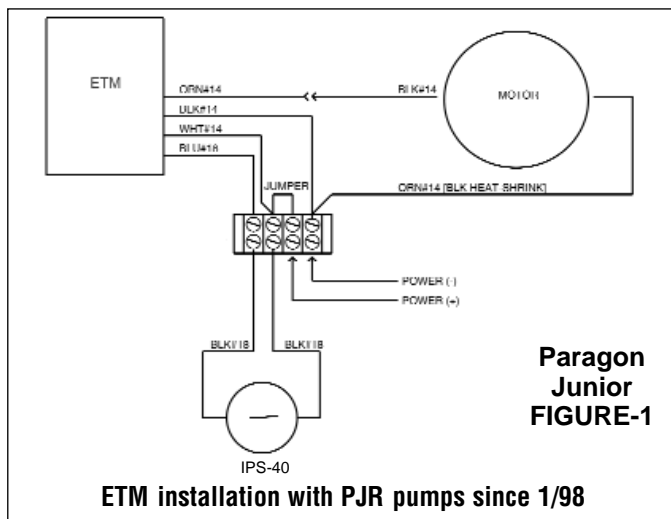 ETM
ORN#14
BLK#14
BLK#14
MOTOR
WHT#14
BLU#18
JUMPER
ORN#14 [BLK HEAT SHRINK]
POWER (-)
POWER (+)
BLK#18
BLK#18
IPS-40
Paragon
Junior
FIGURE-1
ETM installation with PJR pumps since 1/98